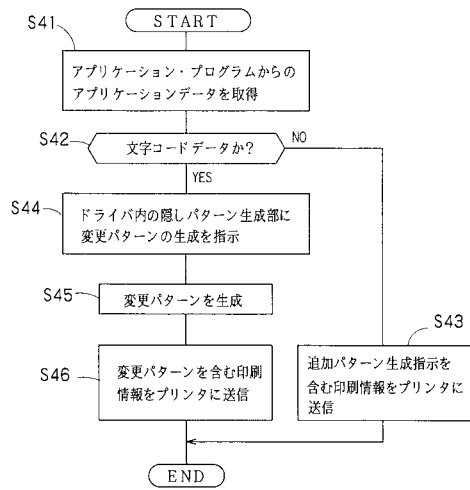 START
S41
アプリケーション・プログラムからの
アプリケーションデータを取得
S42
文字コードデータか?
NO
YES
S44
ドライバ内の隠しパターン生成部に
変更パターンの生成を指示
S45
変更パターンを生成
S43
追加パターン生成指示を
含む印刷情報をプリンタに
送信
S46
変更パターンを含む印刷
情報をプリンタに送信
END